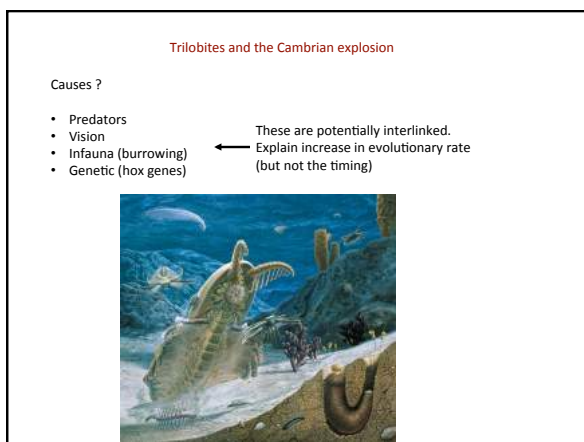 Trilobites and the Cambrian explosion
Causes ?
• Predators
• Vision
• Infauna (burrowing)
• Genetic (hox genes)
These are potentially interlinked.
Explain increase in evolutionary rate
(but not the timing)